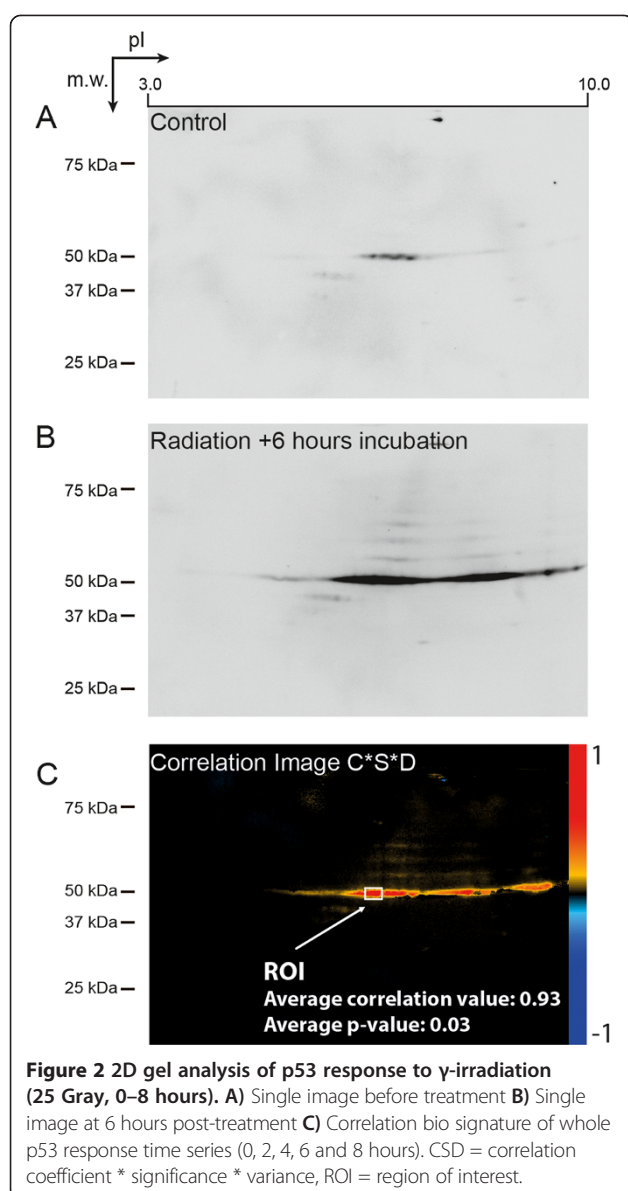 pI
m.w.
3.0 10.0
A
Control
75 kDa
50 kDa
37 kDa
25 kDa
B
Radiation +6 hours incubation
75 kDa
50 kDa
37 kDa
25 kDa
C
Correlation Image C*S*D
1
75 kDa
50 kDa
37 kDa
25 kDa
ROI
Average correlation value: 0.93
Average p-value: 0.03
-1
Figure 2 2D gel analysis of p53 response to γ-irradiation
(25 Gray, 0–8 hours). A) Single image before treatment B) Single
image at 6 hours post-treatment C) Correlation bio signature of whole
p53 response time series (0, 2, 4, 6 and 8 hours). CSD = correlation
coefficient * significance * variance, ROI = region of interest.